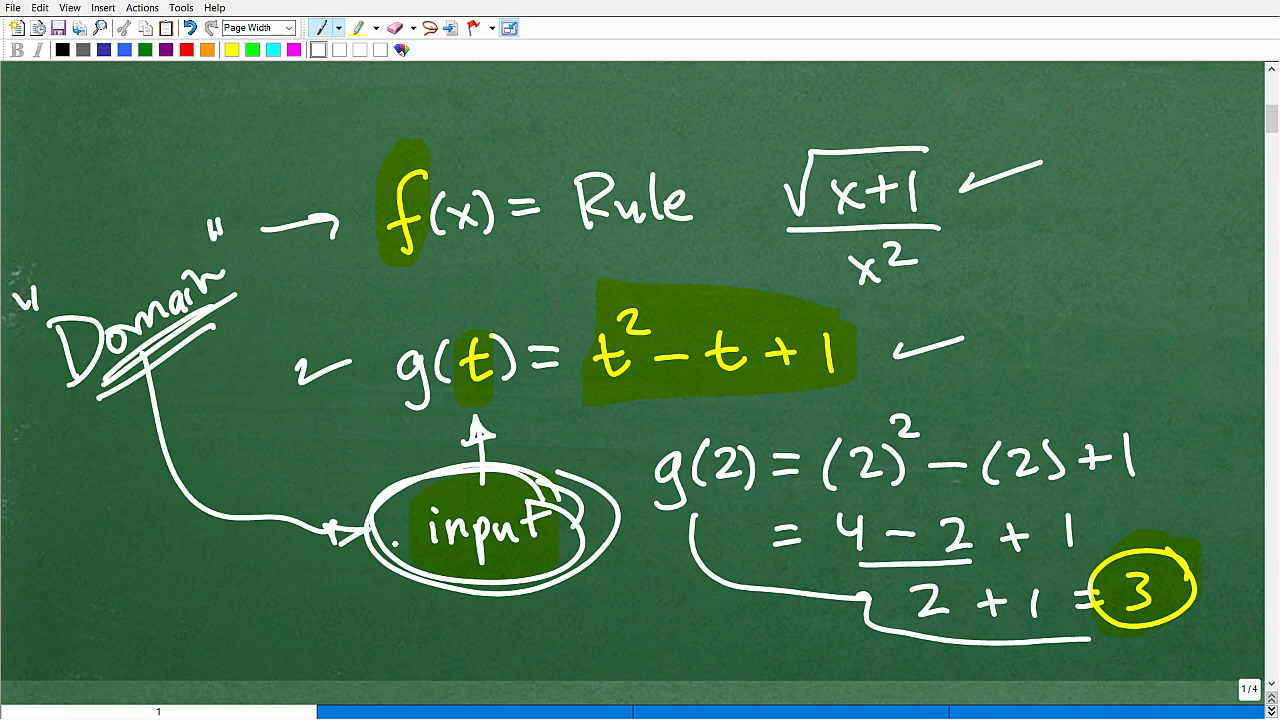 File Edit View Insert Actions Tools Help
Page Width
B I
f(x) = Rule √(x+1)/x²
"Domain"
g(t) = t² - t + 1
input
g(2) = (2)² - (2) + 1
= 4 - 2 + 1
2 + 1 = 3
1/4
1